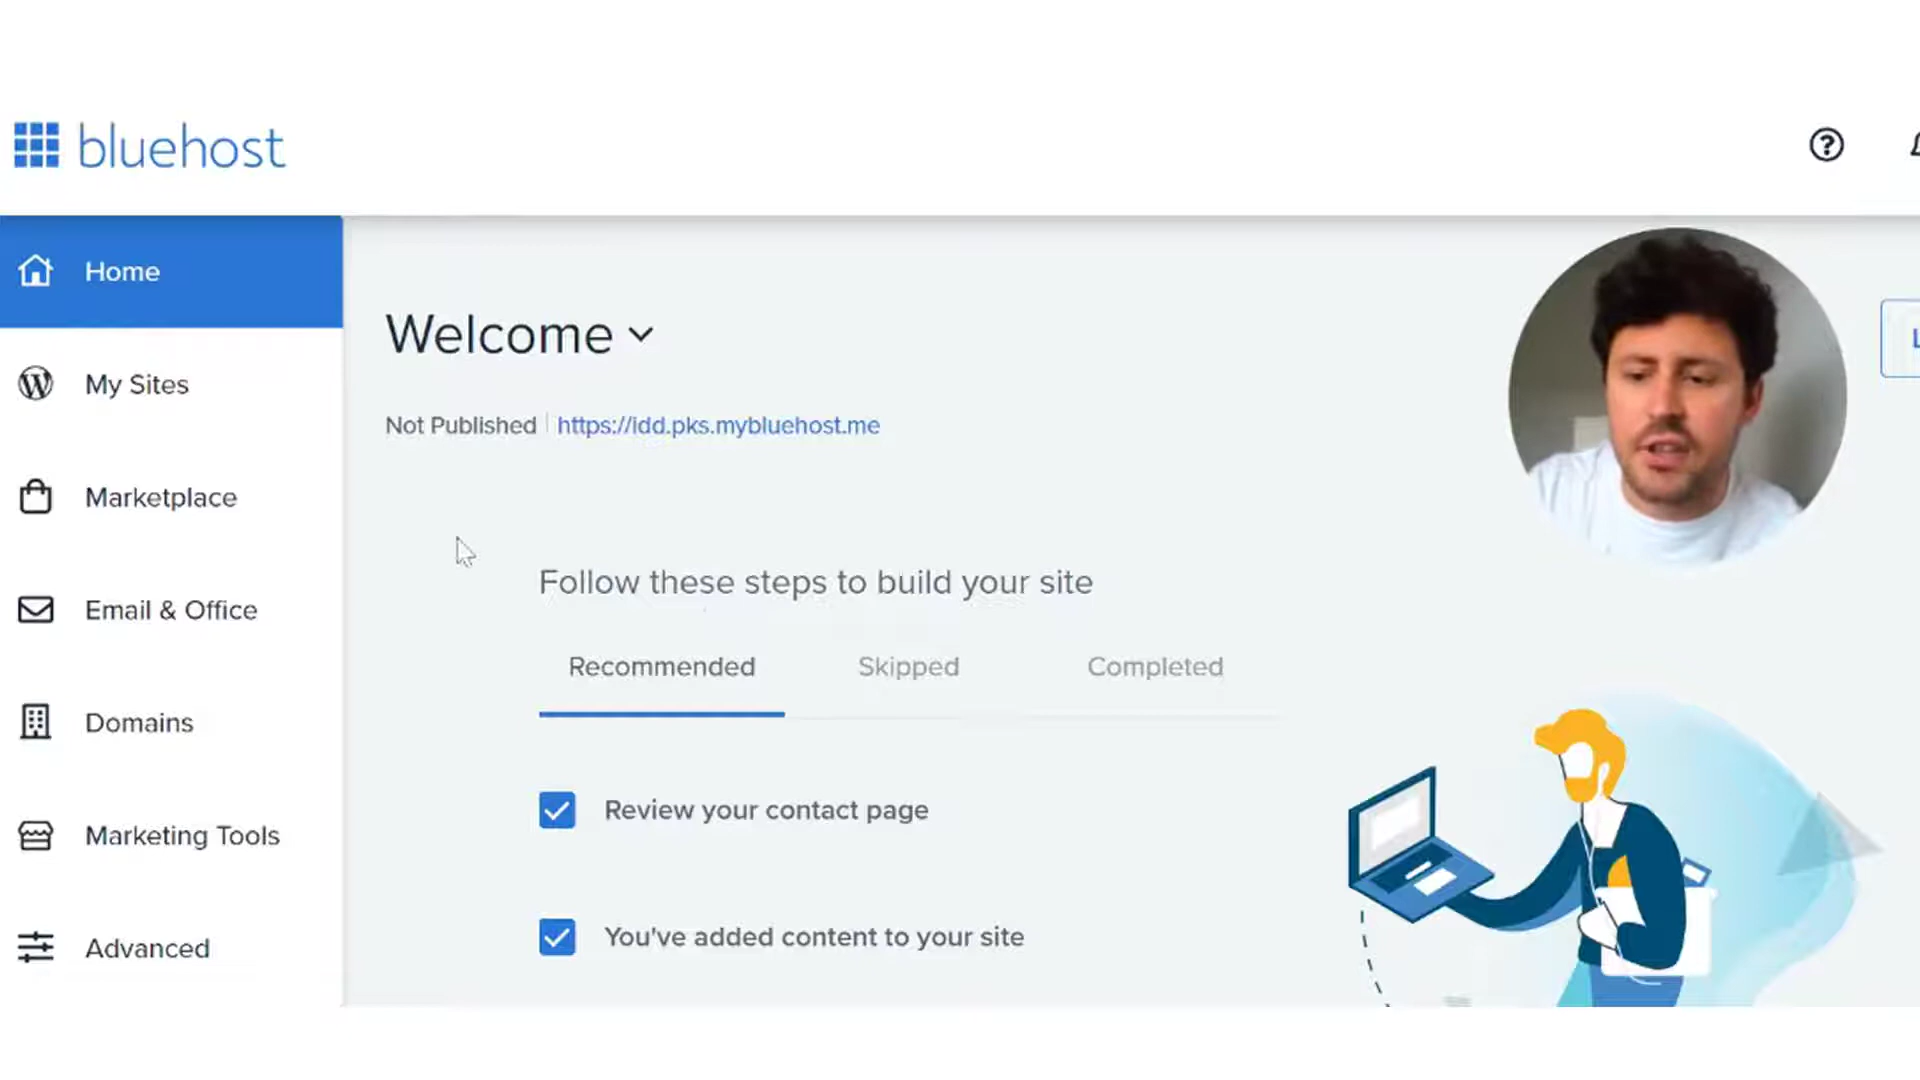 bluehost
Home
My Sites
Marketplace
Email & Office
Domains
Marketing Tools
Advanced
Welcome
Not Published
https://idd.pks.mybluehost.me
Follow these steps to build your site
Recommended
Skipped
Completed
Review your contact page
You've added content to your site